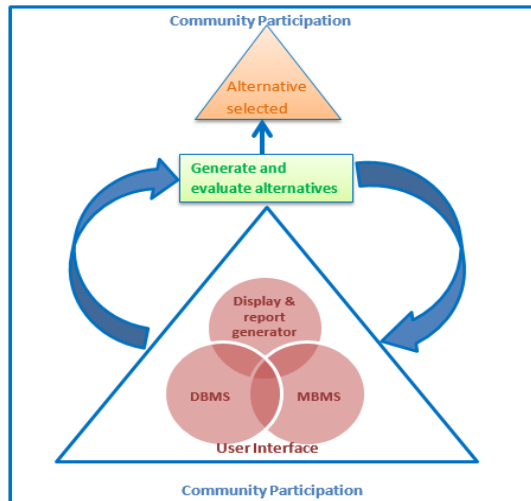 Community Participation
Alternative
selected
Generate and
evaluate alternatives
Display &
report
generator
DBMS
MBMS
User Interface
Community Participation